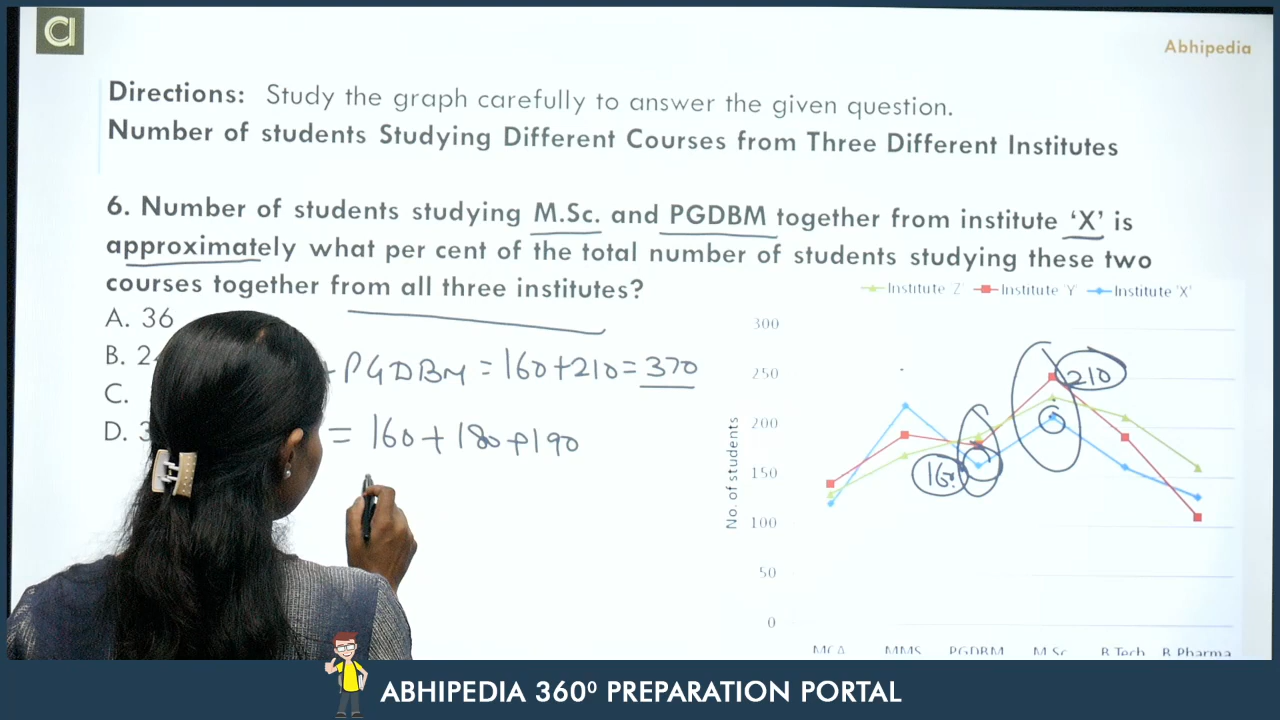 a
Abhipedia
Directions: Study the graph carefully to answer the given question.
Number of students Studying Different Courses from Three Different Institutes
6. Number of students studying M.Sc. and PGDBM together from institute ‘X’ is
approximately what per cent of the total number of students studying these two
courses together from all three institutes?
A. 36
B. 2
C.
D. 3
PGDBM = 160+210 = 370
= 160+180+190
Institute 'Z' Institute 'Y' Institute 'X'
No. of students
300
250
200
150
100
50
0
210
160
MCA MMS PGDBM M.Sc B.Tech B.Pharma
ABHIPEDIA 360⁰ PREPARATION PORTAL